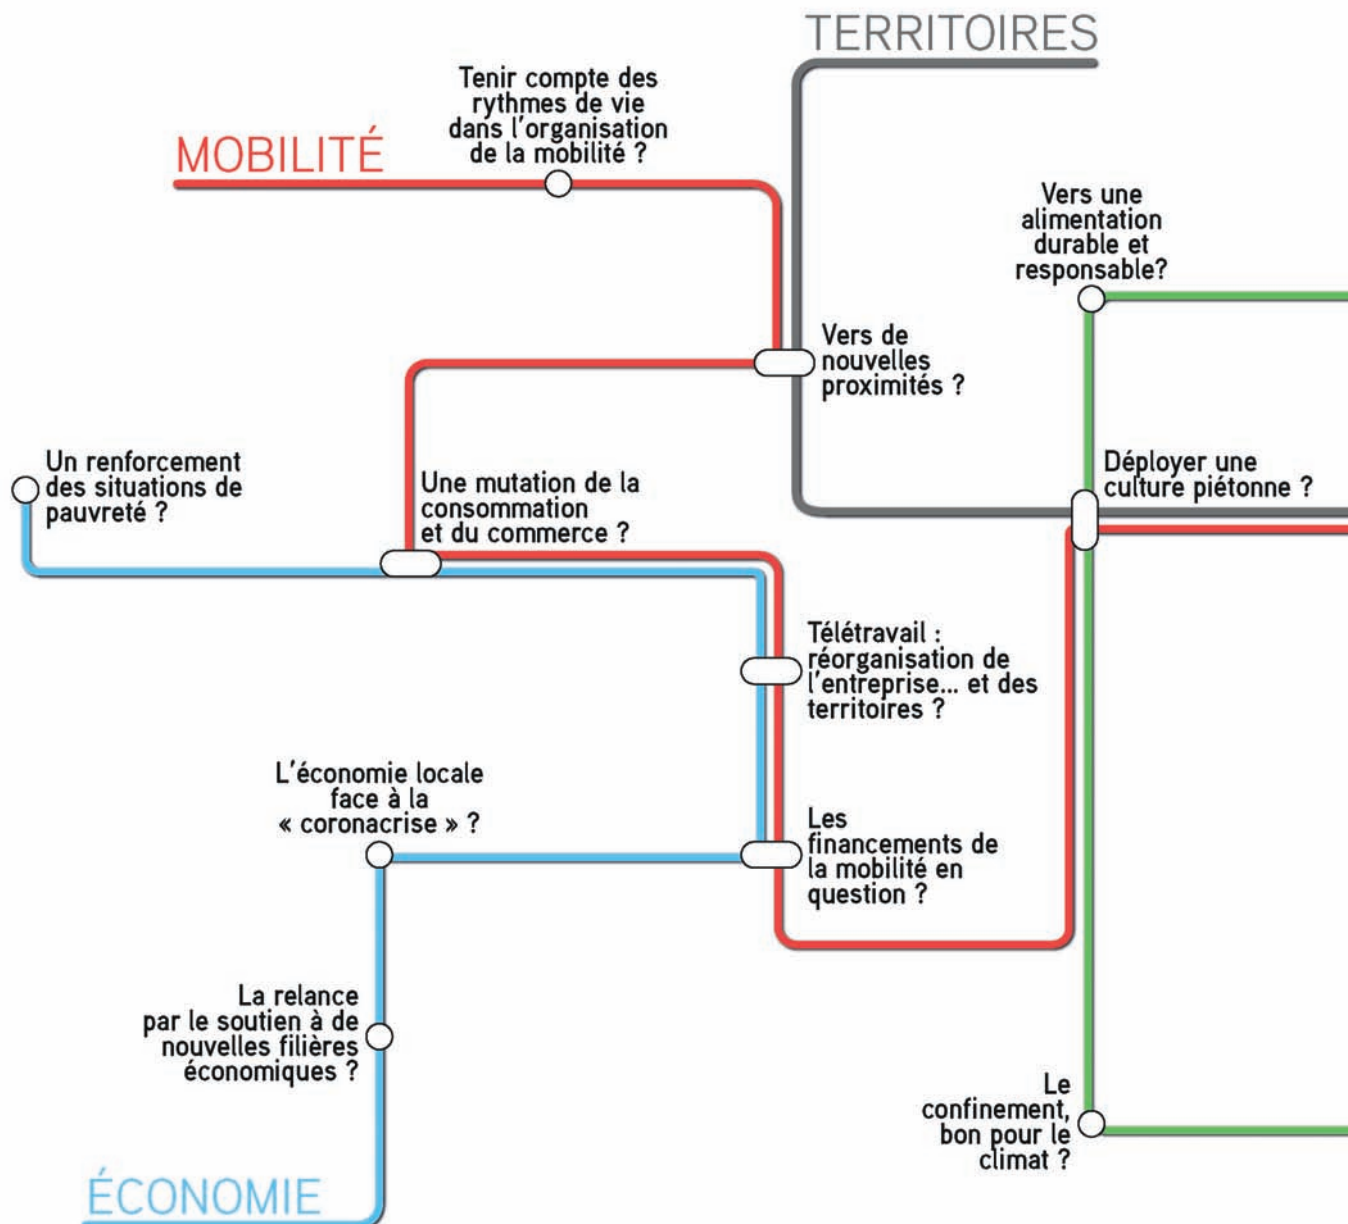 TERRITOIRES
Tenir compte des
rythmes de vie
dans l'organisation
de la mobilité ?
MOBILITÉ
Vers une
alimentation
durable et
responsable?
Vers de
nouvelles
proximités ?
Un renforcement
des situations de
pauvreté ?
Une mutation de la
consommation
et du commerce ?
Déployer une
culture piétonne ?
Télétravail :
réorganisation de
l'entreprise... et des
territoires ?
L'économie locale
face à la
« coronacrise » ?
Les
financements de
la mobilité en
question ?
La relance
par le soutien à de
nouvelles filières
économiques ?
Le
confinement,
bon pour le
climat ?
ÉCONOMIE